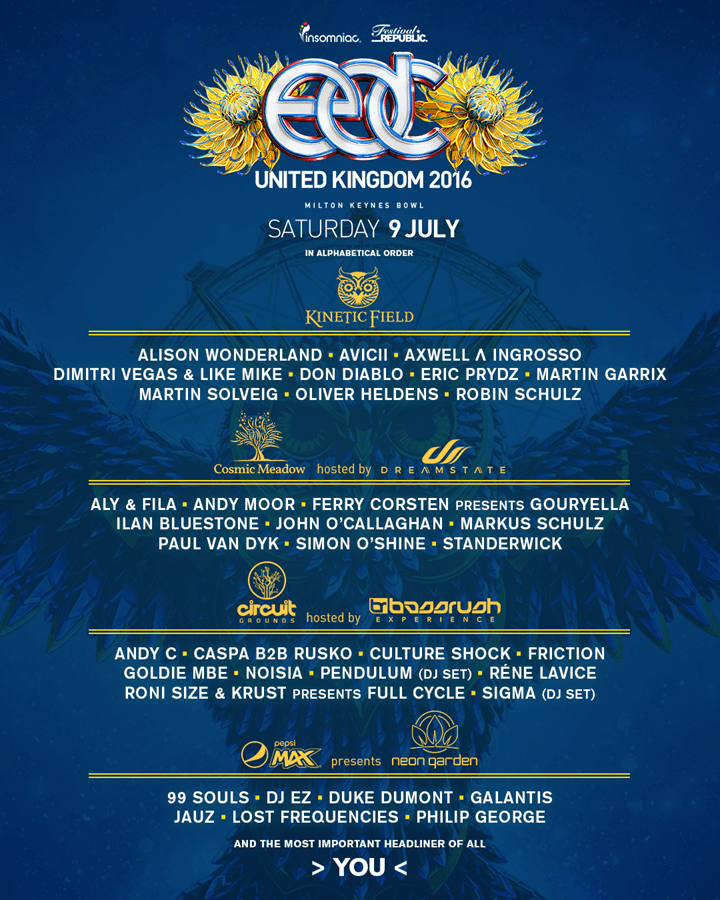 insomniac Festival REPUBLIC.
edc
UNITED KINGDOM 2016
MILTON KEYNES BOWL
SATURDAY 9 JULY
IN ALPHABETICAL ORDER
KINETIC FIELD
ALISON WONDERLAND ▪ AVICII ▪ AXWELL Λ INGROSSO
DIMITRI VEGAS & LIKE MIKE ▪ DON DIABLO ▪ ERIC PRYDZ ▪ MARTIN GARRIX
MARTIN SOLVEIG ▪ OLIVER HELDENS ▪ ROBIN SCHULZ
COSMIC MEADOW hosted by DREAMSTATE
ALY & FILA ▪ ANDY MOOR ▪ FERRY CORSTEN PRESENTS GOURYELLA
ILAN BLUESTONE ▪ JOHN O'CALLAGHAN ▪ MARKUS SCHULZ
PAUL VAN DYK ▪ SIMON O'SHINE ▪ STANDERWICK
circuit GROUNDS hosted by bassrush EXPERIENCE
ANDY C ▪ CASPA B2B RUSKO ▪ CULTURE SHOCK ▪ FRICTION
GOLDIE MBE ▪ NOISIA ▪ PENDULUM (DJ SET) ▪ RÉNE LAVICE
RONI SIZE & KRUST PRESENTS FULL CYCLE ▪ SIGMA (DJ SET)
pepsi MAX presents neon garden
99 SOULS ▪ DJ EZ ▪ DUKE DUMONT ▪ GALANTIS
JAUZ ▪ LOST FREQUENCIES ▪ PHILIP GEORGE
AND THE MOST IMPORTANT HEADLINER OF ALL
> YOU <